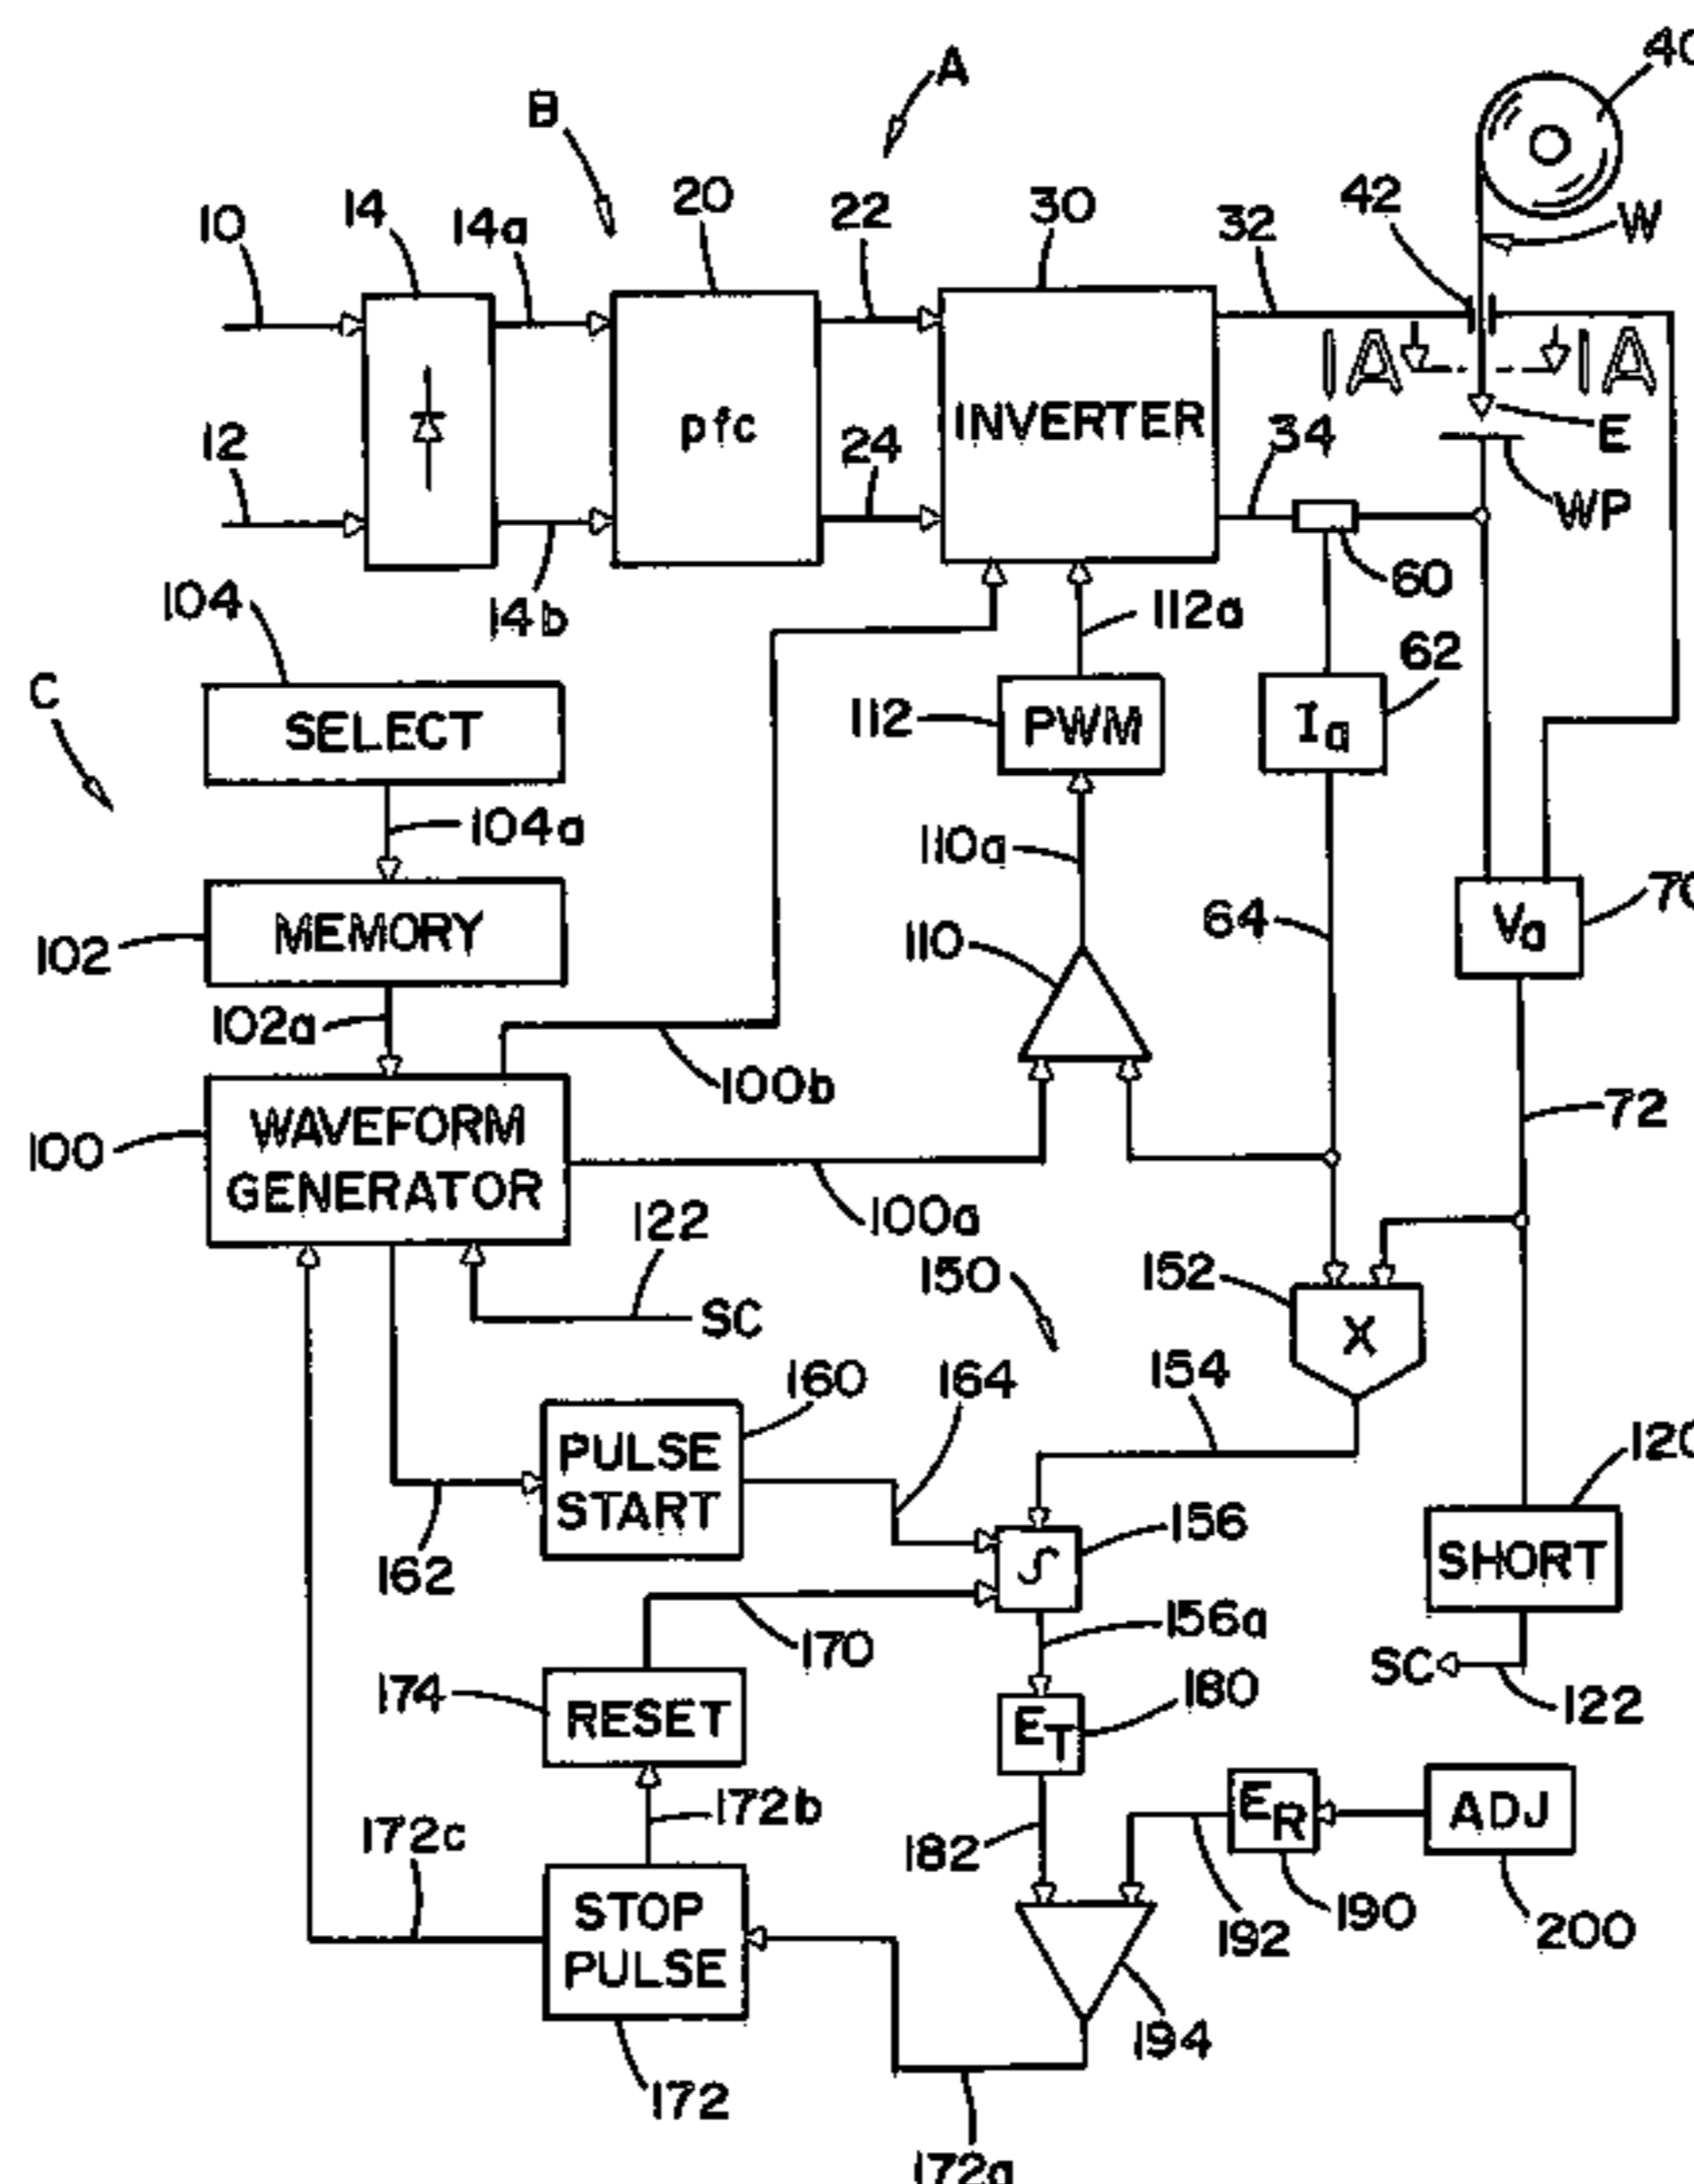 A
40
B
10
14
14a
20
22
30
32
42
W
1A
1A
pfc
INVERTER
12
24
34
E
WP
14b
104
112a
60
C
SELECT
112
PWM
Ia
62
104a
110a
MEMORY
102
110
64
Va
70
102a
100b
WAVEFORM
GENERATOR
100
72
100a
122
SC
150
152
X
160
164
154
PULSE
START
156
120
162
∫
SHORT
170
156a
SC
122
174
RESET
180
ET
172b
172c
182
ER
ADJ
192
190
200
STOP
PULSE
194
172
172a